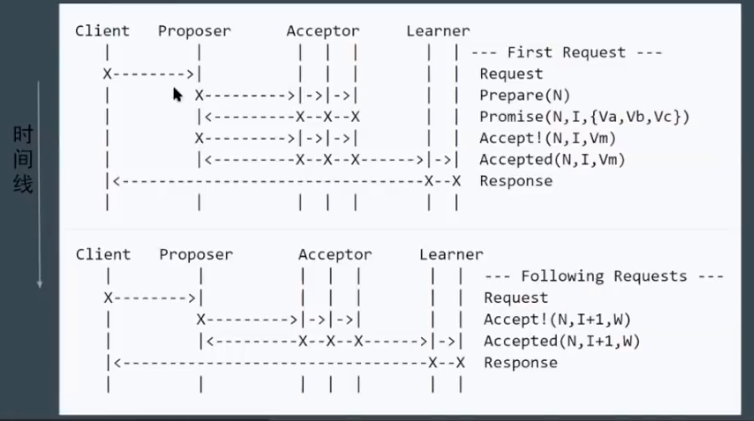 时间线
Client Proposer Acceptor Learner
| | | | | | | --- First Request ---
X-------->| | | | | | Request
| X--------->|->|->| | | Prepare(N)
| |<---------X--X--X | | Promise(N,I,{Va,Vb,Vc})
| X--------->|->|->| | | Accept!(N,I,Vm)
| |<---------X--X--X------>|->| Accepted(N,I,Vm)
|<---------------------------------X--X Response
| | | | | | |
Client Proposer Acceptor Learner
| | | | | | | --- Following Requests ---
X-------->| | | | | | Request
| X--------->|->|->| | | Accept!(N,I+1,W)
| |<---------X--X--X------>|->| Accepted(N,I+1,W)
|<---------------------------------X--X Response
| | | | | | |